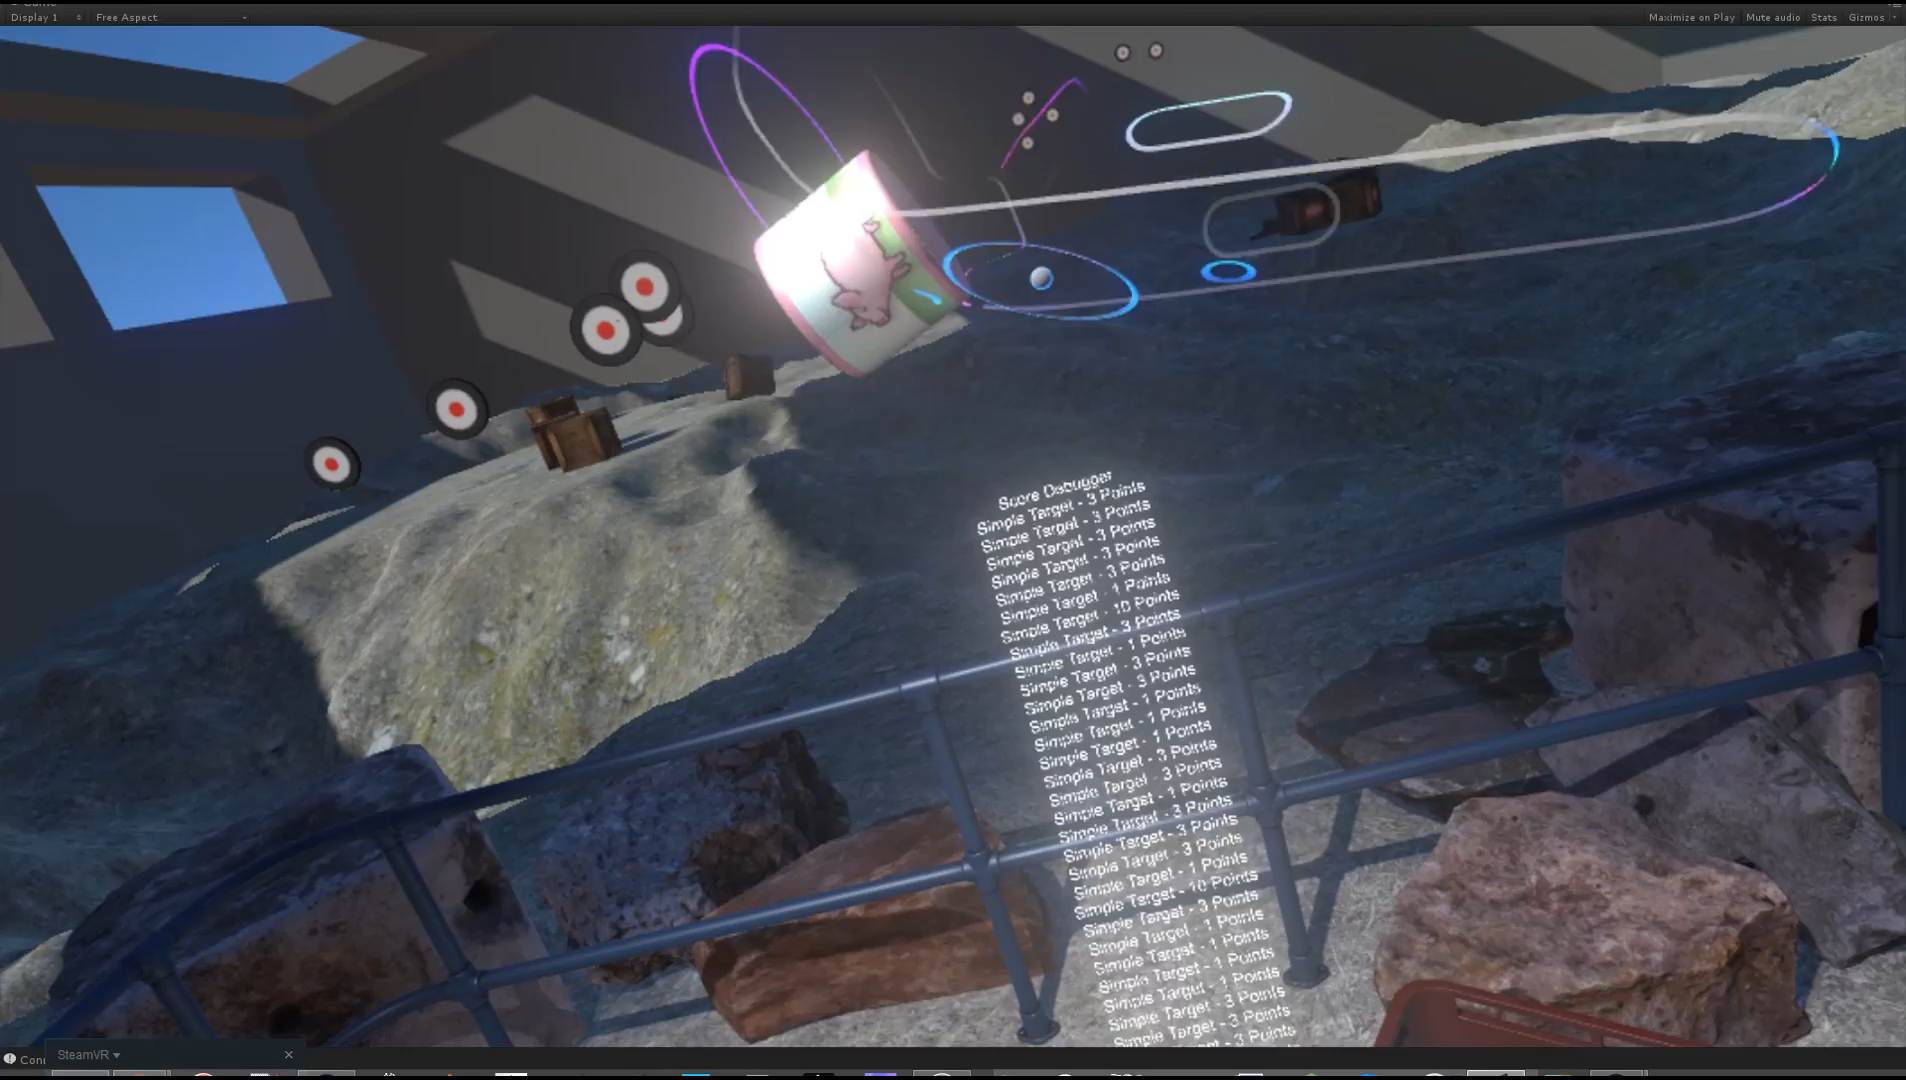 Display 1
Free Aspect
Maximize on Play
Mute audio
Stats
Gizmos
Score Debugger
Simple Target - 3 Points
Simple Target - 3 Points
Simple Target - 3 Points
Simple Target - 3 Points
Simple Target - 3 Points
Simple Target - 1 Points
Simple Target - 10 Points
Simple Target - 3 Points
Simple Target - 1 Points
Simple Target - 3 Points
Simple Target - 3 Points
Simple Target - 1 Points
Simple Target - 1 Points
Simple Target - 1 Points
Simple Target - 3 Points
Simple Target - 3 Points
Simple Target - 1 Points
Simple Target - 3 Points
Simple Target - 3 Points
Simple Target - 3 Points
Simple Target - 1 Points
Simple Target - 10 Points
Simple Target - 3 Points
Simple Target - 1 Points
Simple Target - 1 Points
Simple Target - 1 Points
Simple Target - 1 Points
Simple Target - 3 Points
Simple Target - 3 Points
Simple Target - 3 Points
SteamVR